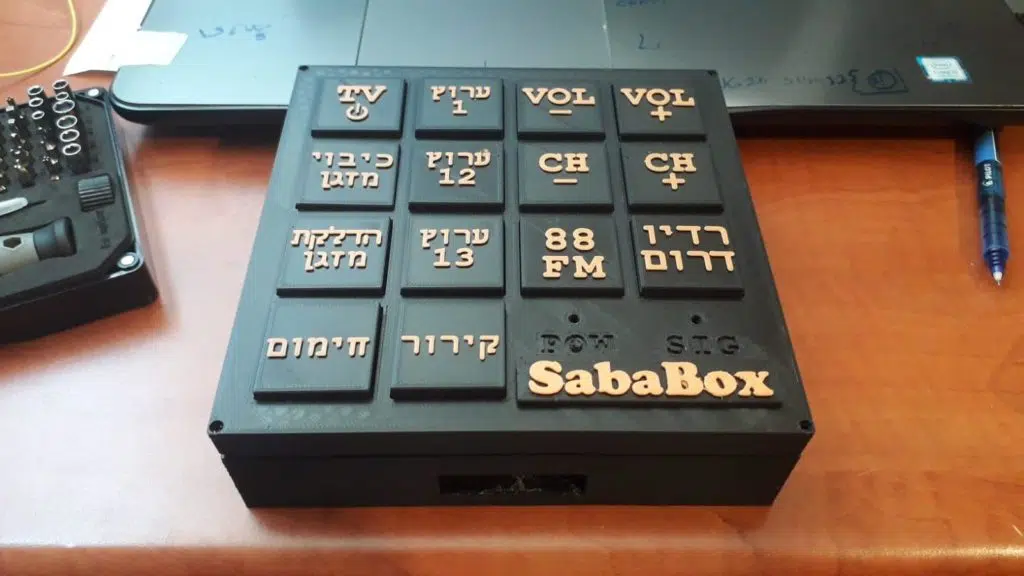 TV
ערוץ
1
VOL
−
VOL
+
כיבוי
מזגן
ערוץ
12
CH
−
CH
+
הדלקת
מזגן
ערוץ
13
88
FM
רדיו
דרום
חימום
קירור
POW
SIG
SabaBox
PILOT